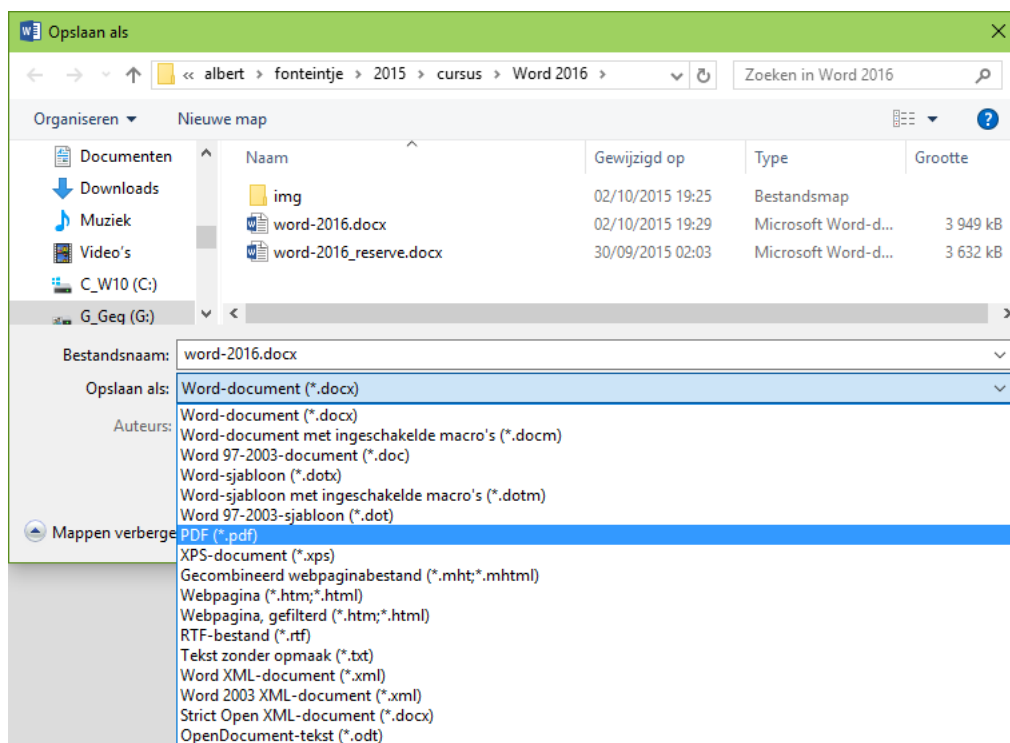 Opslaan als
« albert › fonteintje › 2015 › cursus › Word 2016 ›
Zoeken in Word 2016
Organiseren
Nieuwe map
?
Naam Gewijzigd op Type Grootte
Documenten
Downloads
Muziek
Video's
C_W10 (C:)
G_Geg (G:)
img 02/10/2015 19:25 Bestandsmap
word-2016.docx 02/10/2015 19:29 Microsoft Word-d... 3 949 kB
word-2016_reserve.docx 30/09/2015 02:03 Microsoft Word-d... 3 632 kB
Bestandsnaam: word-2016.docx
Opslaan als: Word-document (*.docx)
Auteurs:
Mappen verberge
Word-document (*.docx)
Word-document met ingeschakelde macro's (*.docm)
Word 97-2003-document (*.doc)
Word-sjabloon (*.dotx)
Word-sjabloon met ingeschakelde macro's (*.dotm)
Word 97-2003-sjabloon (*.dot)
PDF (*.pdf)
XPS-document (*.xps)
Gecombineerd webpaginabestand (*.mht;*.mhtml)
Webpagina (*.htm;*.html)
Webpagina, gefilterd (*.htm;*.html)
RTF-bestand (*.rtf)
Tekst zonder opmaak (*.txt)
Word XML-document (*.xml)
Word 2003 XML-document (*.xml)
Strict Open XML-document (*.docx)
OpenDocument-tekst (*.odt)